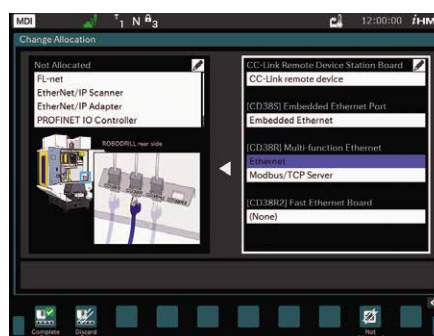 MDI T1 N 3 12:00:00 iHMI
Change Allocation
Not Allocated
FL-net
EtherNet/IP Scanner
EtherNet/IP Adapter
PROFINET IO Controller
ROBODRILL rear side
CC-Link Remote Device Station Board
CC-Link remote device
[CD38S] Embedded Ethernet Port
Embedded Ethernet
[CD38R] Multi-function Ethernet
Ethernet
Modbus/TCP Server
[CD38R2] Fast Ethernet Board
(None)
Complete
Discard
Not